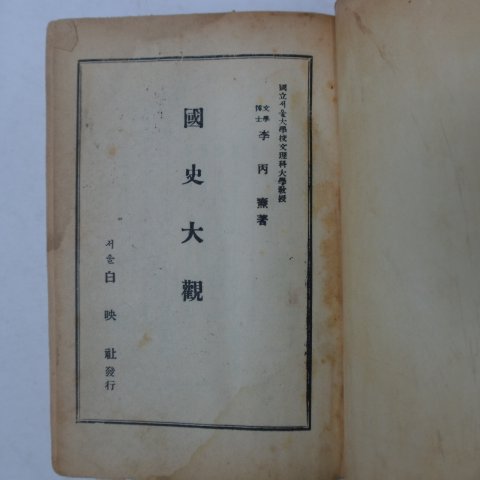 國立서울大學校文理科大學敎授
文學博士 李丙燾著
國史大觀
서울 白映社發行